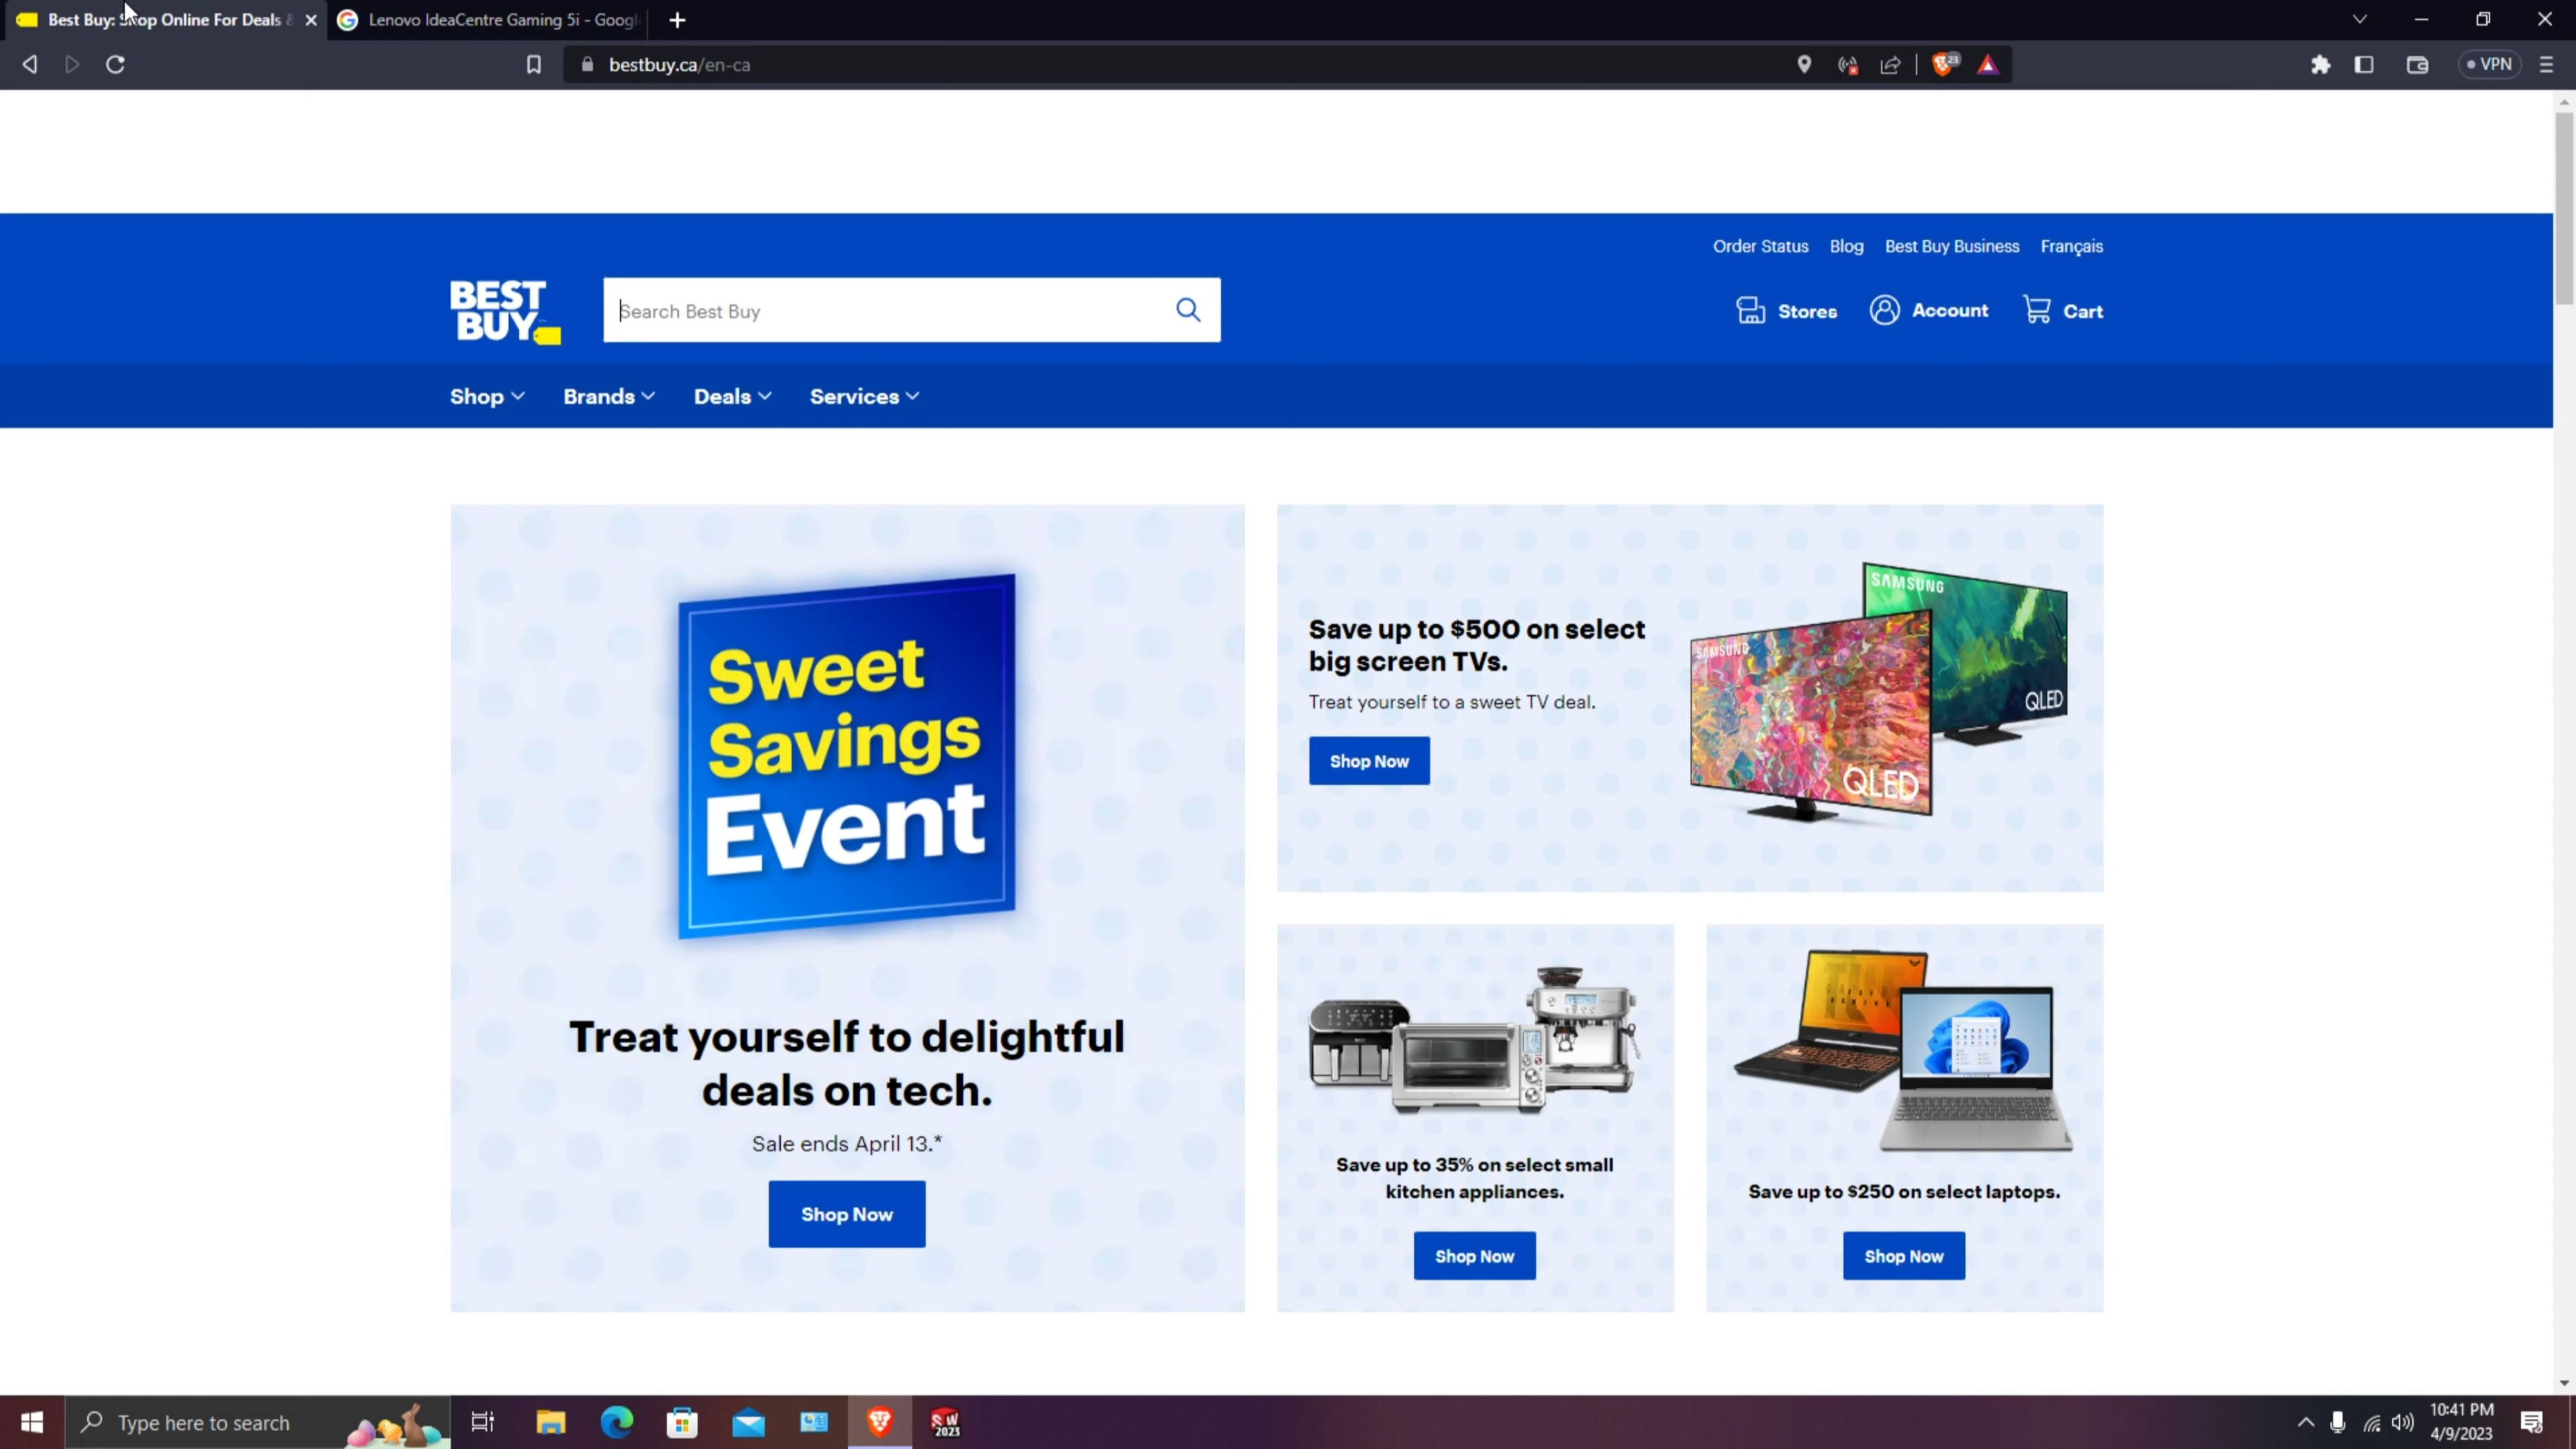 Best Buy: Shop Online For Deals &
Lenovo IdeaCentre Gaming 5i - Googl
bestbuy.ca/en-ca
23
VPN
Order Status Blog Best Buy Business Français
BEST
BUY
Search Best Buy
Stores Account Cart
Shop Brands Deals Services
Sweet
Savings
Event
Treat yourself to delightful
deals on tech.
Sale ends April 13.*
Shop Now
Save up to $500 on select
big screen TVs.
Treat yourself to a sweet TV deal.
Shop Now
SAMSUNG
QLED
SAMSUNG
QLED
Save up to 35% on select small
kitchen appliances.
Shop Now
Save up to $250 on select laptops.
Shop Now
Type here to search
SW
2023
10:41 PM
4/9/2023